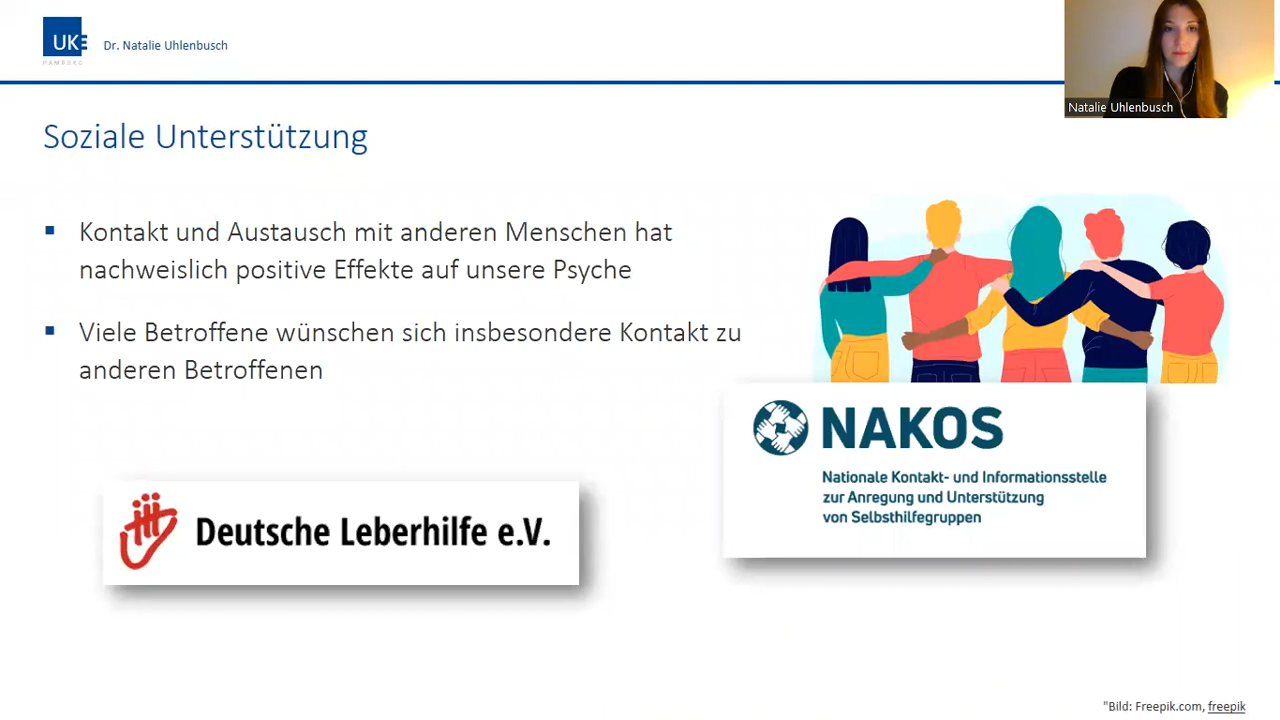 UKE
HAMBURG
Dr. Natalie Uhlenbusch
Natalie Uhlenbusch
Soziale Unterstützung
Kontakt und Austausch mit anderen Menschen hat
nachweislich positive Effekte auf unsere Psyche
Viele Betroffene wünschen sich insbesondere Kontakt zu
anderen Betroffenen
NAKOS
Nationale Kontakt- und Informationsstelle
zur Anregung und Unterstützung
von Selbsthilfegruppen
Deutsche Leberhilfe e.V.
"Bild: Freepik.com, freepik